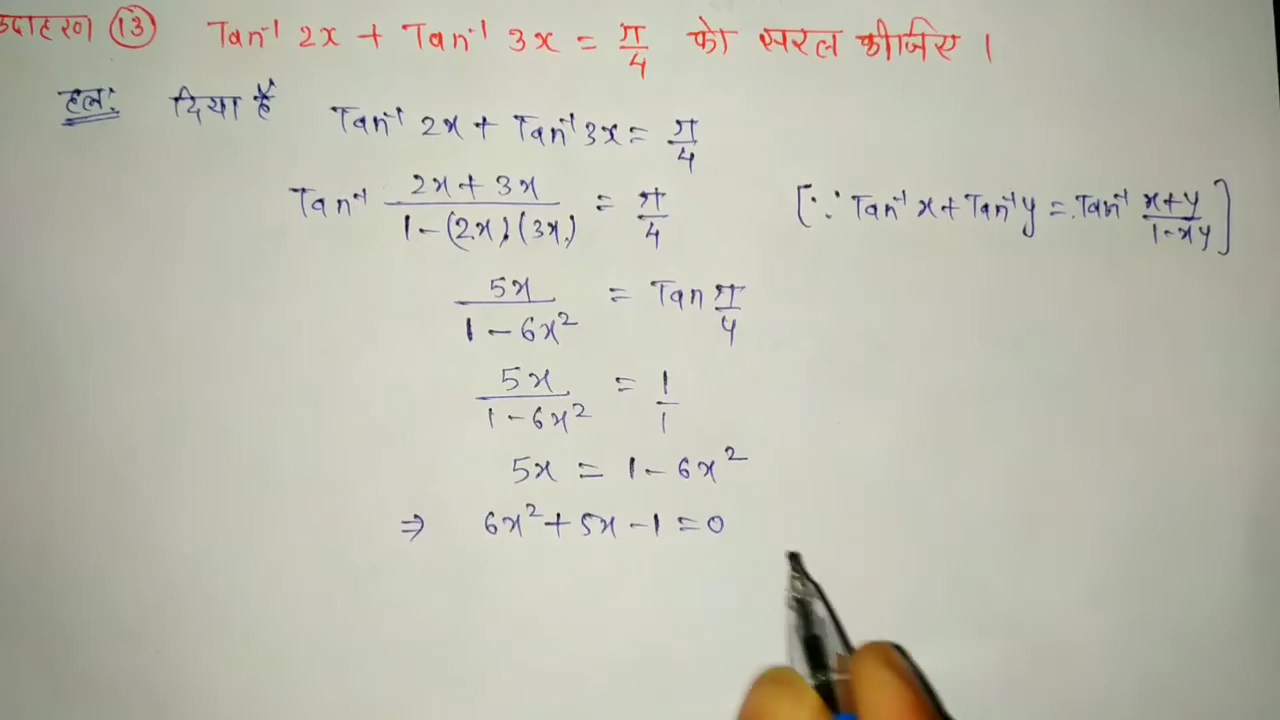 उदाहरण (13) Tan⁻¹ 2x + Tan⁻¹ 3x = π/4 को सरल कीजिए ।
हल: दिया है Tan⁻¹ 2x + Tan⁻¹ 3x = π/4
Tan⁻¹ (2x + 3x)/(1 - (2x)(3x)) = π/4 [∵ Tan⁻¹ x + Tan⁻¹ y = Tan⁻¹ (x+y)/(1-xy)]
5x/(1 - 6x²) = Tan π/4
5x/(1 - 6x²) = 1/1
5x = 1 - 6x²
⇒ 6x² + 5x - 1 = 0